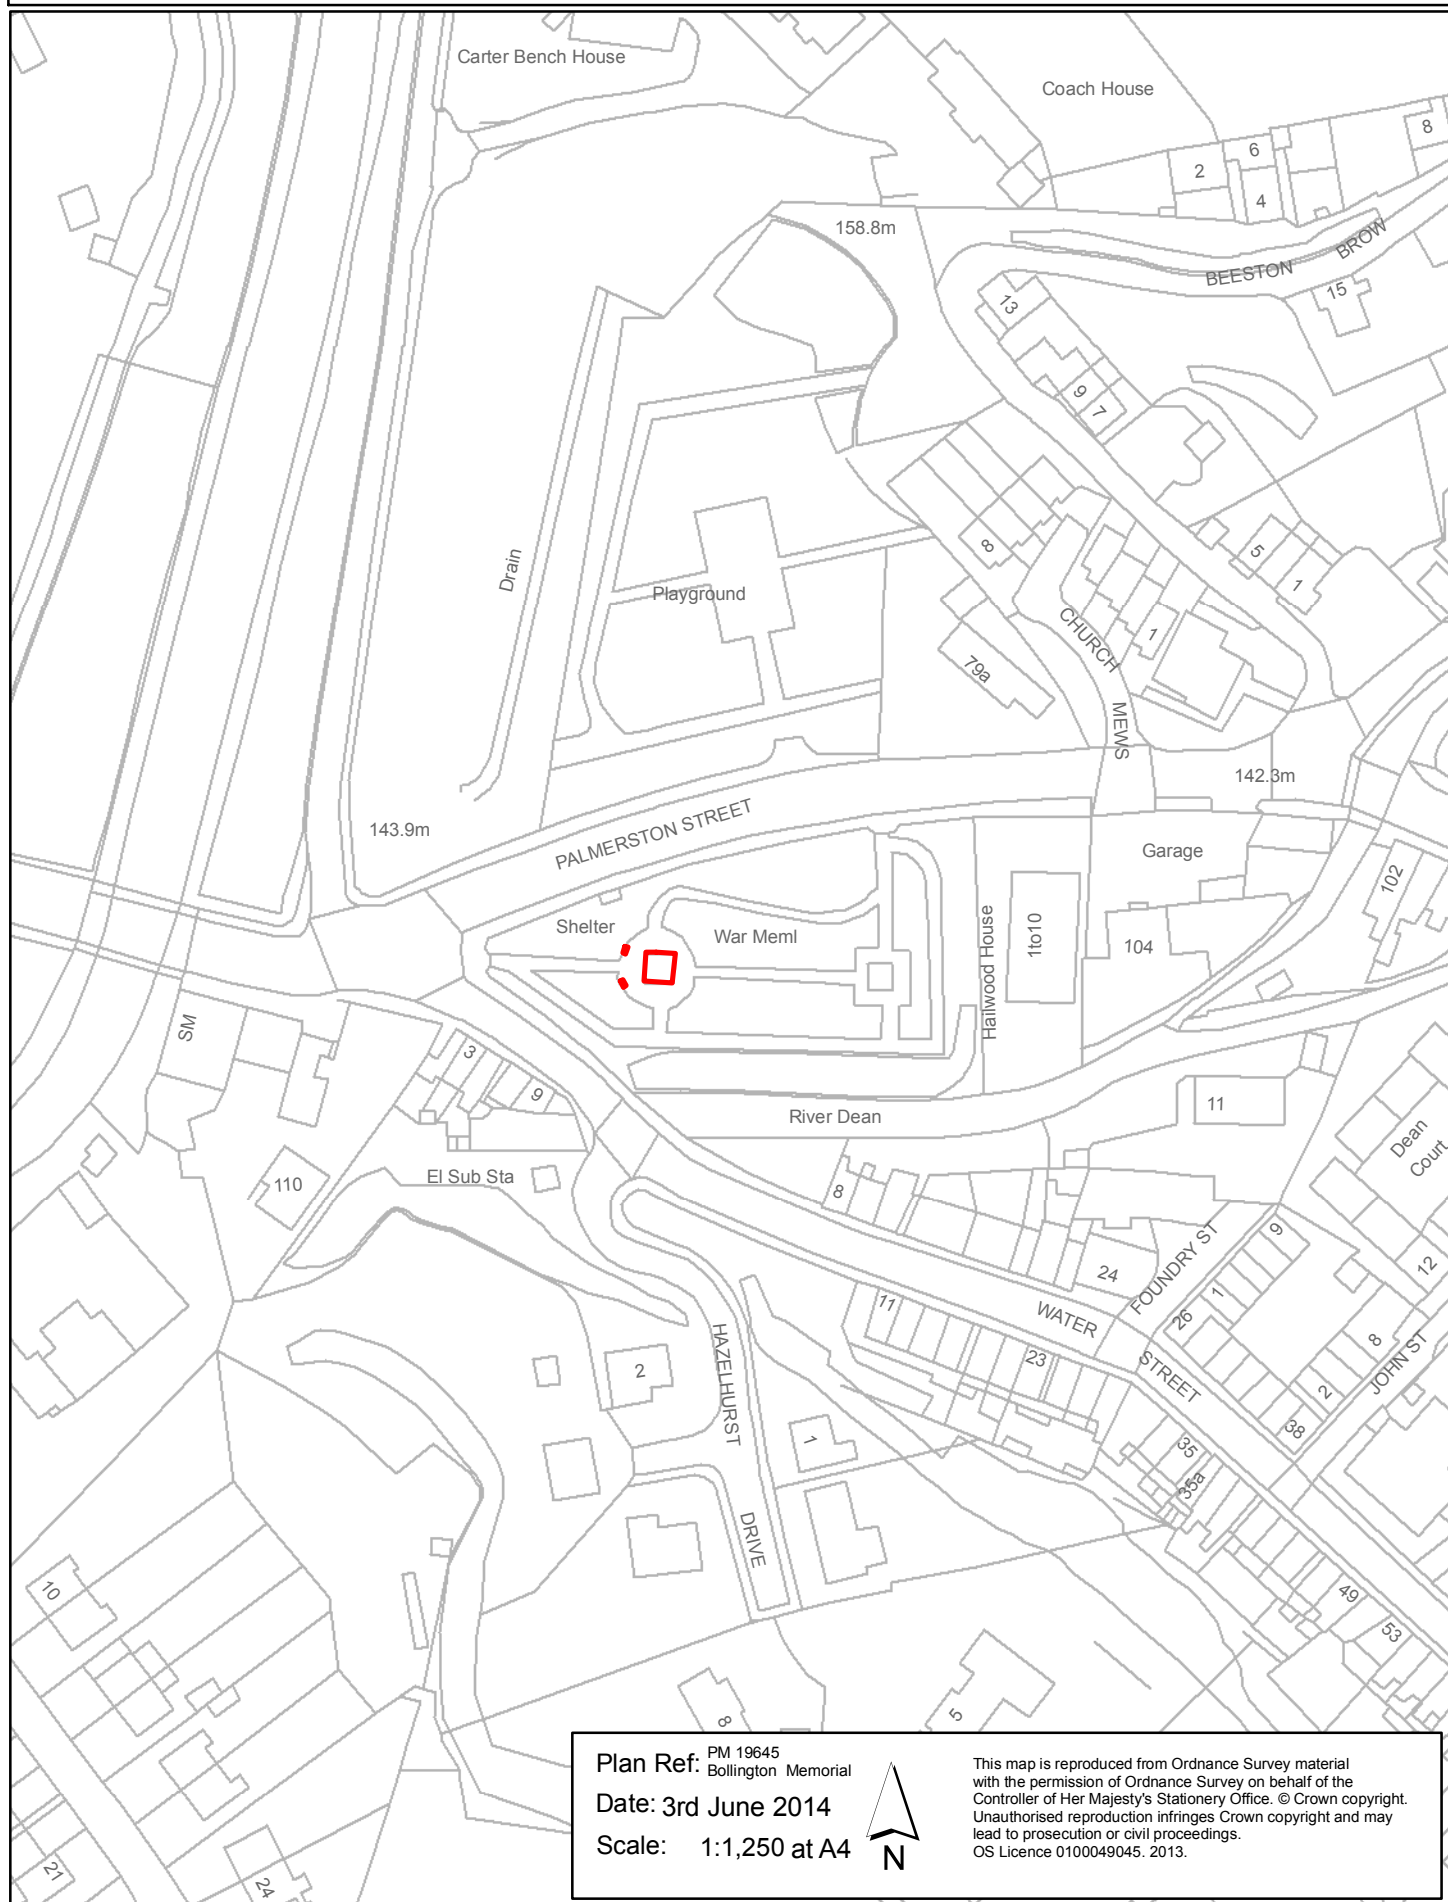 Carter Bench House
Coach House
8
6
2
4
158.8m
BEESTON BROW
15
13
9
7
Drain
Playground
8
5
1
CHURCH MEWS
1
79a
142.3m
143.9m
PALMERSTON STREET
Garage
102
Shelter
War Meml
Hailwood House
1to10
104
SM
3
9
River Dean
11
Dean
Court
110
El Sub Sta
8
24
FOUNDRY ST
9
1
26
12
11
WATER STREET
23
8
2
38
JOHN ST
HAZELHURST DRIVE
2
1
35
35a
49
53
10
8
5
21
24
Plan Ref: PM 19645
Bollington Memorial
Date: 3rd June 2014
Scale: 1:1,250 at A4
N
This map is reproduced from Ordnance Survey material
with the permission of Ordnance Survey on behalf of the
Controller of Her Majesty's Stationery Office. © Crown copyright.
Unauthorised reproduction infringes Crown copyright and may
lead to prosecution or civil proceedings.
OS Licence 0100049045. 2013.